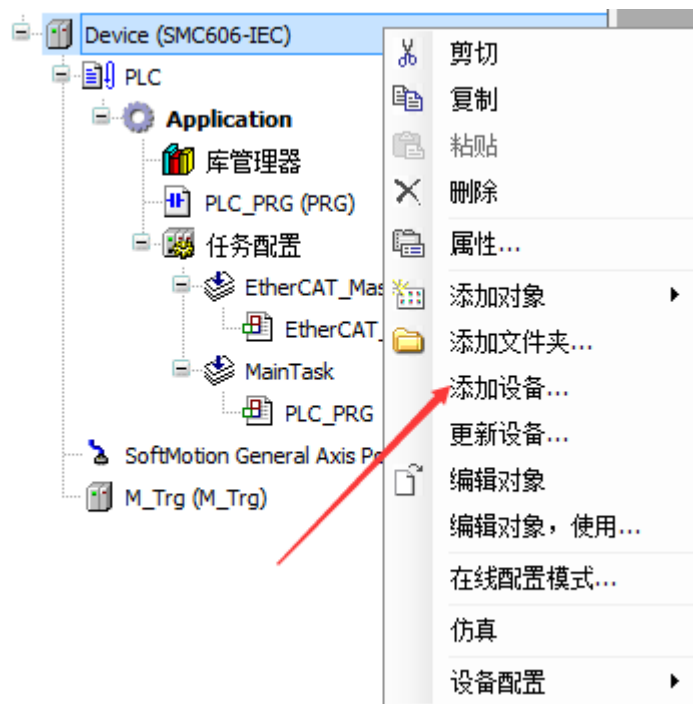 Device (SMC606-IEC)
PLC
Application
库管理器
PLC_PRG (PRG)
任务配置
EtherCAT_Mas
EtherCAT_
MainTask
PLC_PRG
SoftMotion General Axis Po
M_Trg (M_Trg)
剪切
复制
粘贴
删除
属性...
添加对象
添加文件夹...
添加设备...
更新设备...
编辑对象
编辑对象，使用...
在线配置模式...
仿真
设备配置